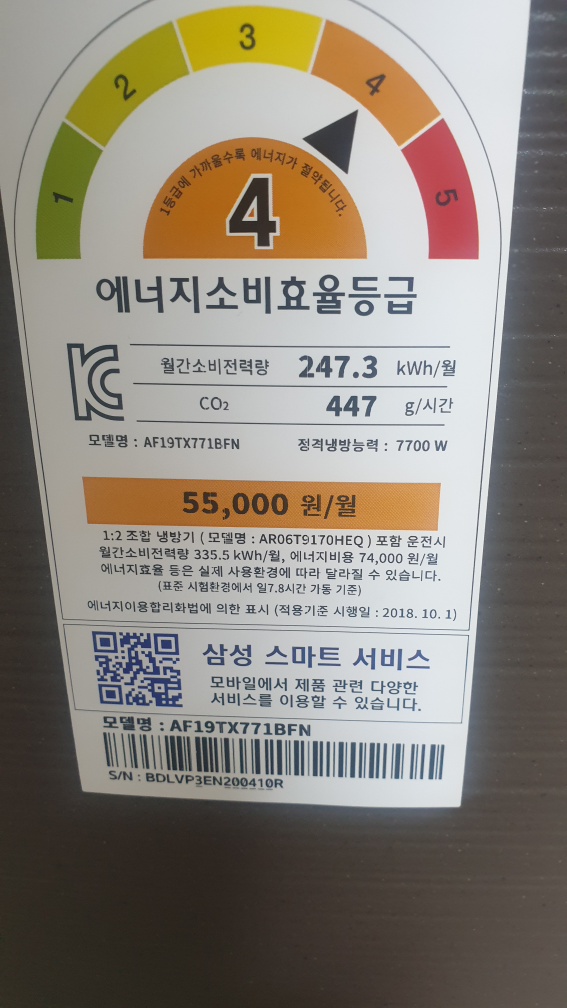 1 2 3 4 5
1등급에 가까울수록 에너지가 절약됩니다.
4
에너지소비효율등급
월간소비전력량 247.3 kWh/월
CO₂ 447 g/시간
모델명 : AF19TX771BFN 정격냉방능력 : 7700 W
55,000 원/월
1:2 조합 냉방기 ( 모델명 : AR06T9170HEQ ) 포함 운전시
월간소비전력량 335.5 kWh/월, 에너지비용 74,000 원/월
에너지효율 등은 실제 사용환경에 따라 달라질 수 있습니다.
(표준 시험환경에서 일7.8시간 가동 기준)
에너지이용합리화법에 의한 표시 (적용기준 시행일 : 2018. 10. 1)
삼성 스마트 서비스
모바일에서 제품 관련 다양한
서비스를 이용할 수 있습니다.
모델명 : AF19TX771BFN
S/N : BDLVP3EN200410R